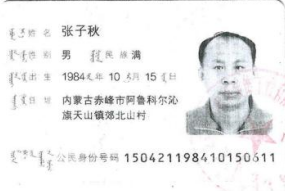 姓名 张子秋
性别 男 民族 满
出生 1984 年 10 月 15 日
住址 内蒙古赤峰市阿鲁科尔沁
旗天山镇郊北山村
公民身份号码 150421198410150611